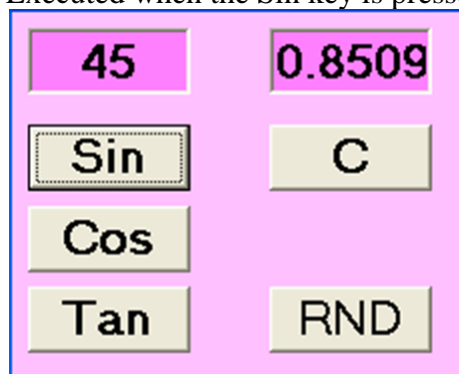 Executed when the Sin key is press
45 0.8509
Sin C
Cos
Tan RND